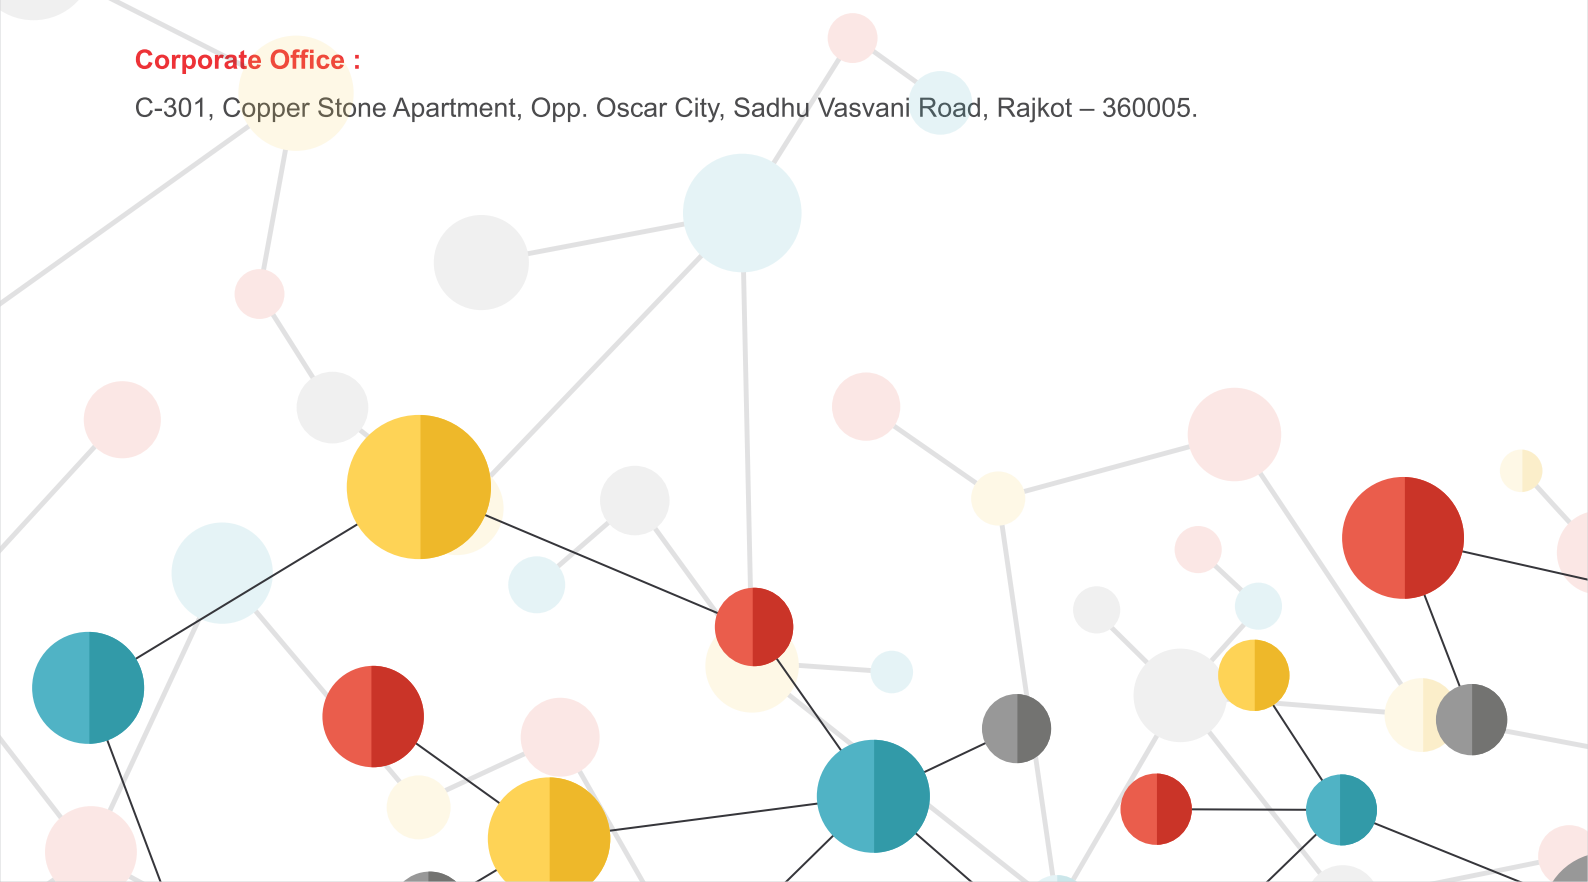 Corporate Office :
C-301, Copper Stone Apartment, Opp. Oscar City, Sadhu Vasvani Road, Rajkot – 360005.